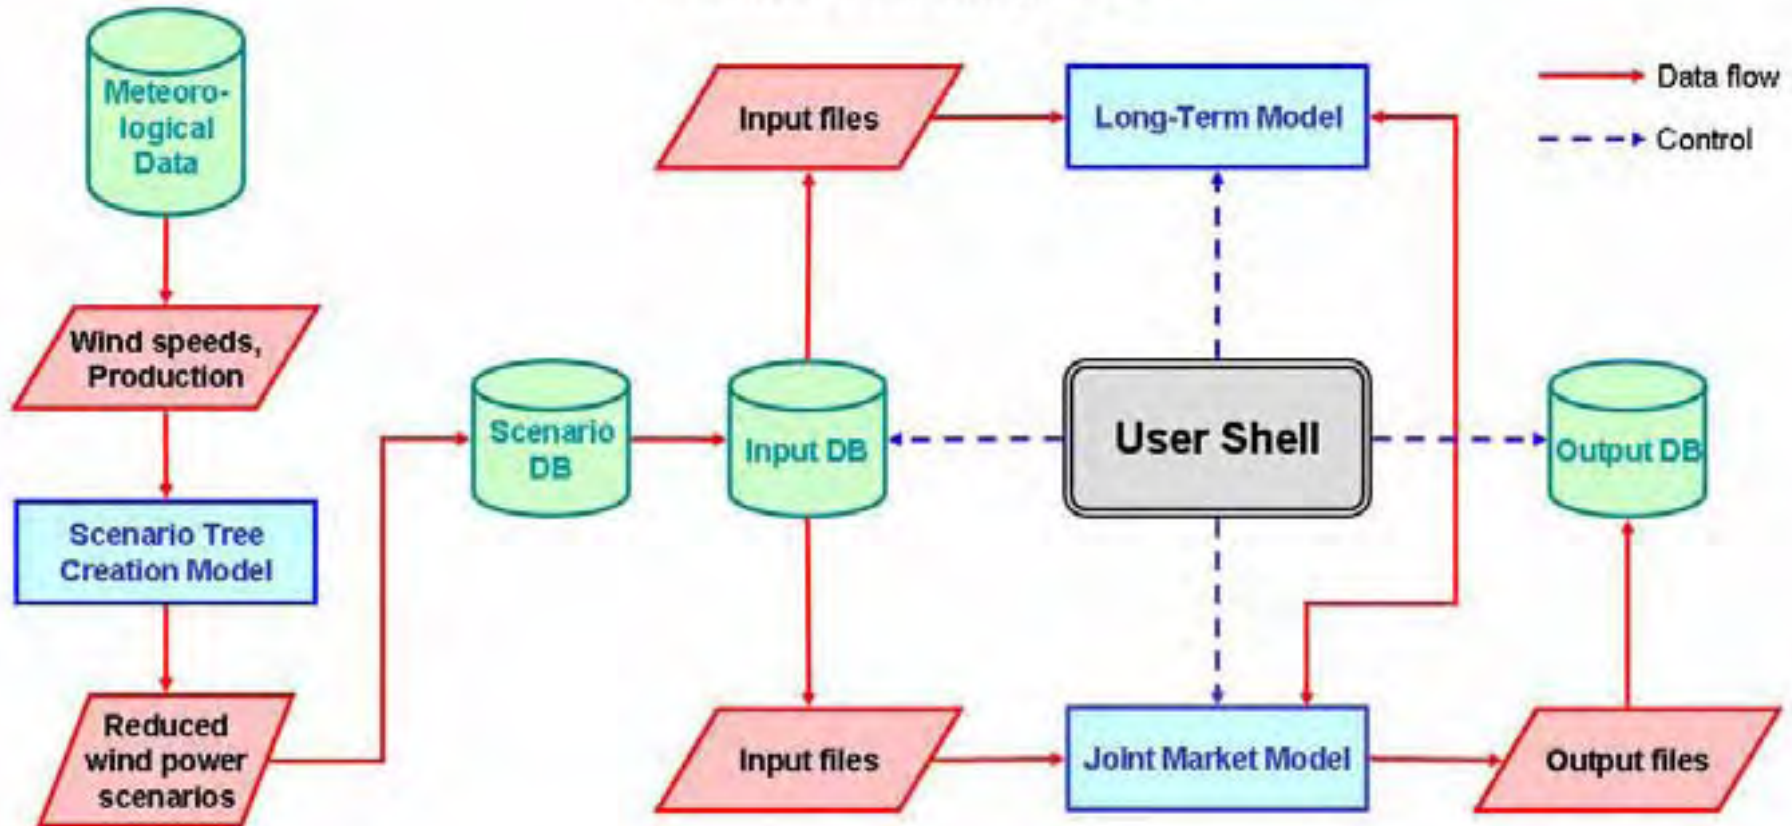 Meteoro-
logical
Data
Wind speeds,
Production
Scenario Tree
Creation Model
Reduced
wind power
scenarios
Scenario
DB
Input DB
Input files
Long-Term Model
User Shell
Input files
Joint Market Model
Output files
Output DB
Data flow
Control